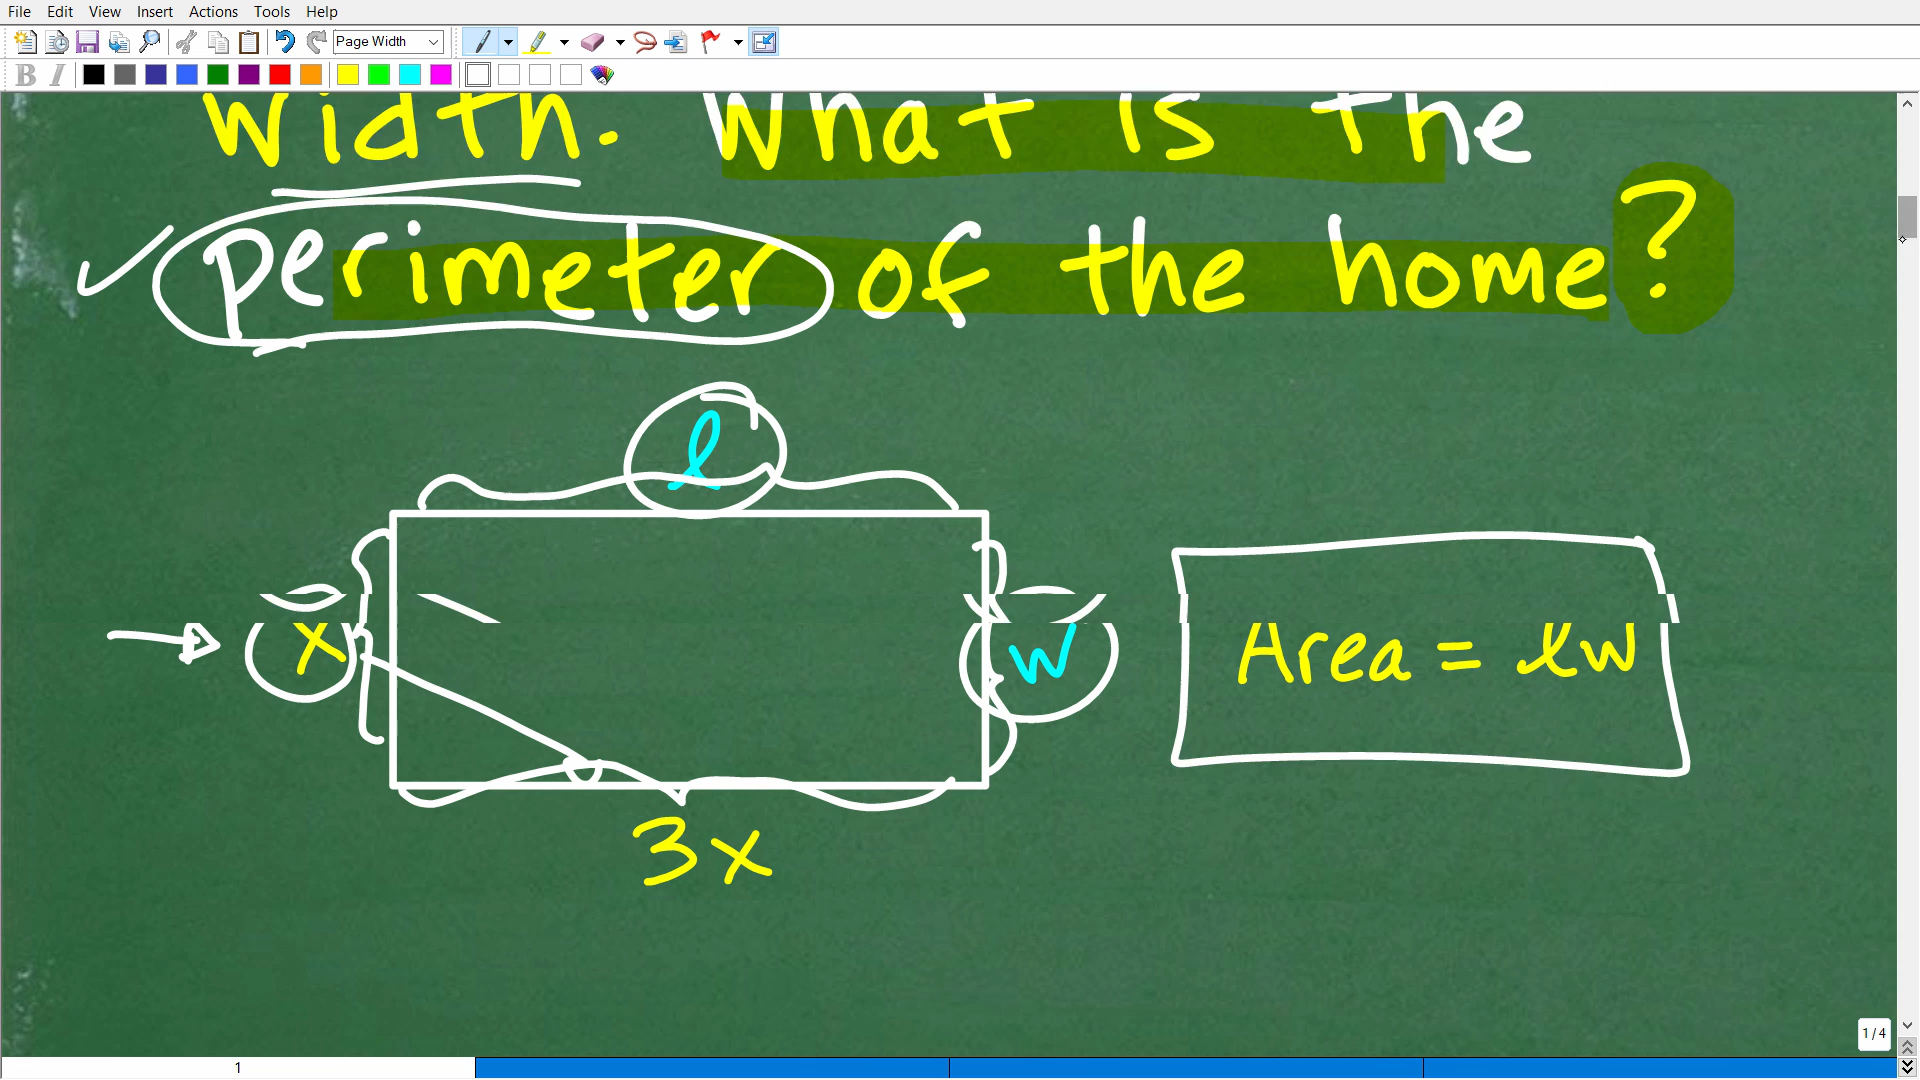 File Edit View Insert Actions Tools Help
Page Width
B I
width. What is the
perimeter of the home?
l
x
w
Area = lw
3x
1 / 4
1